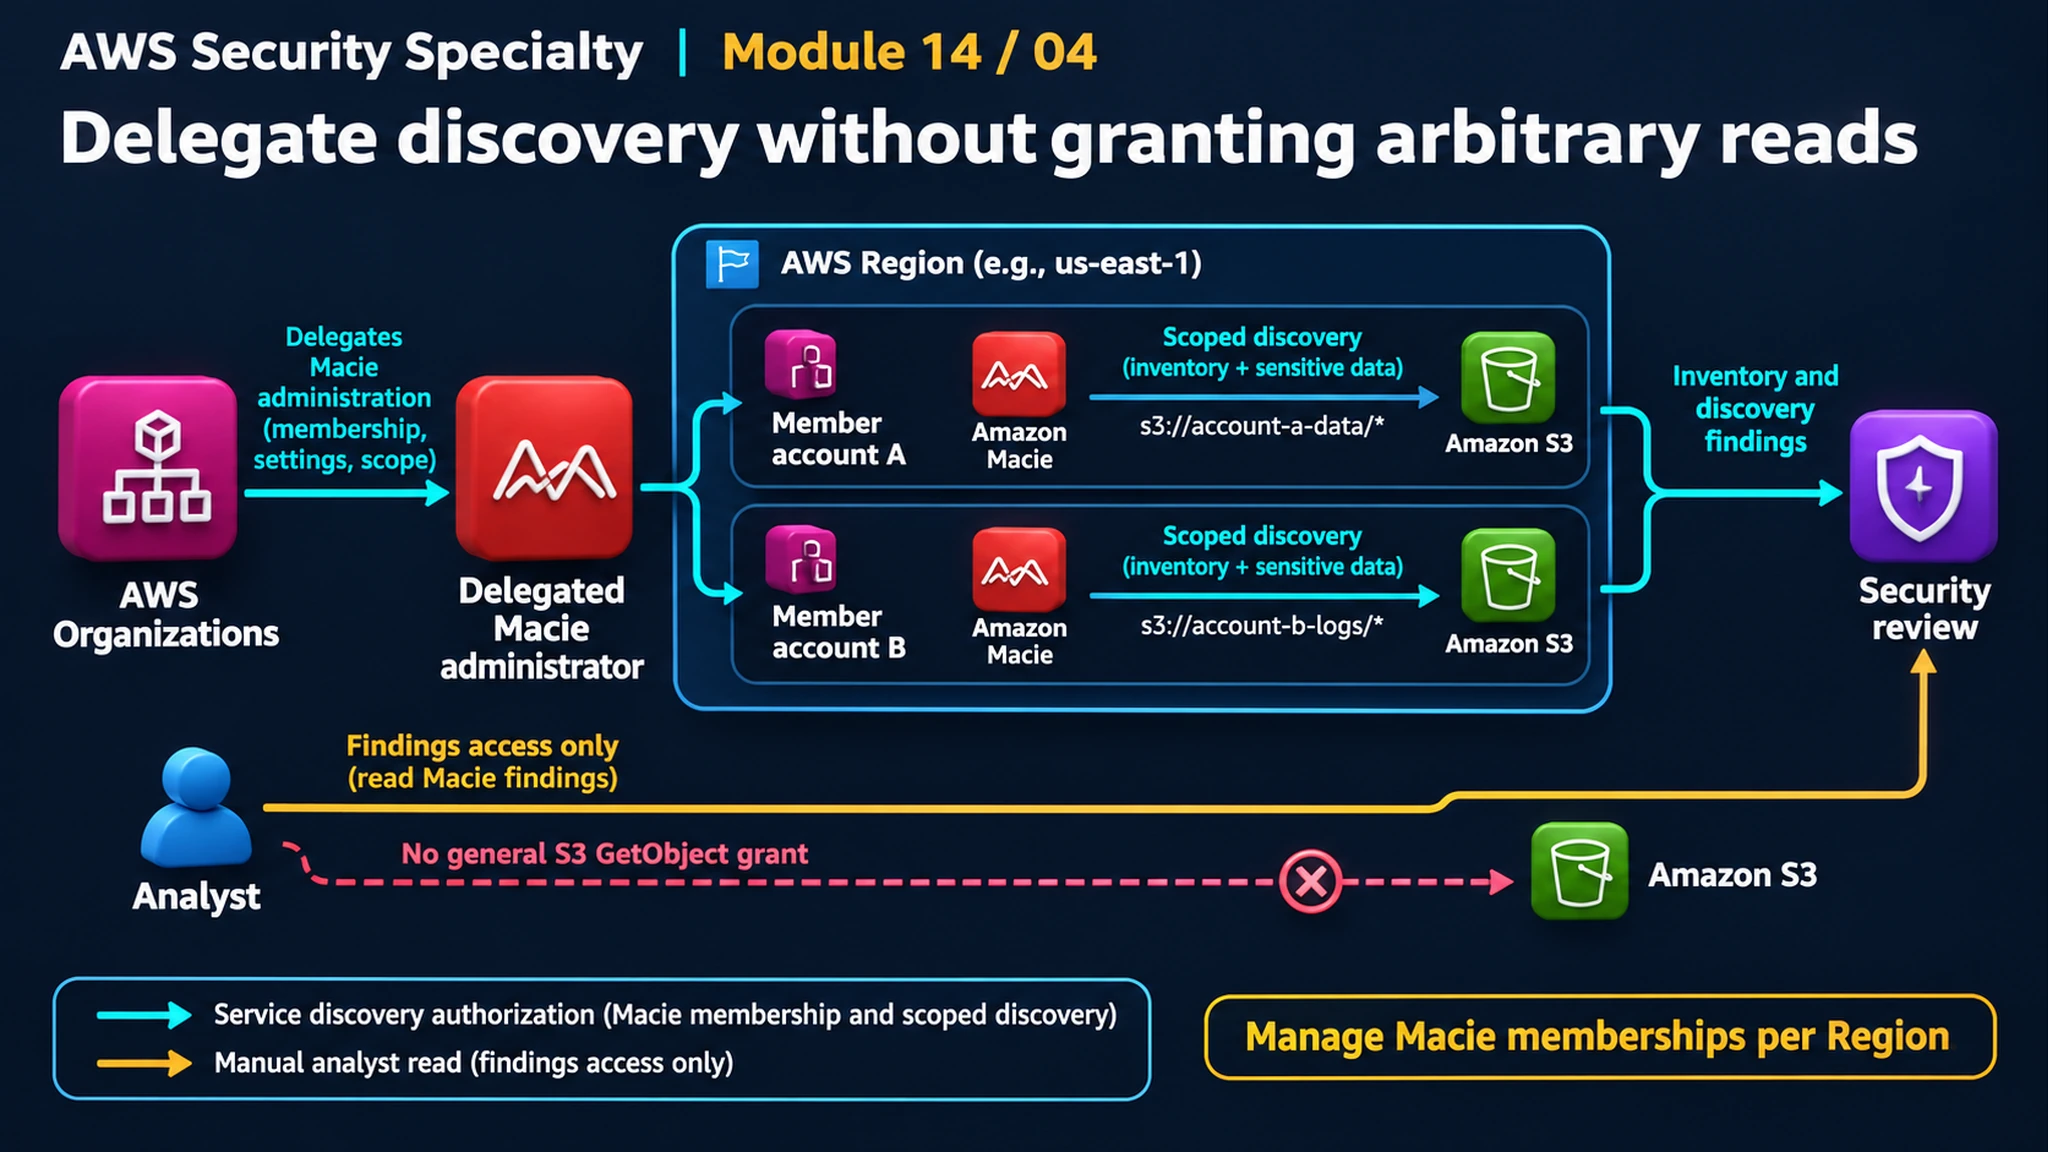 AWS Security Specialty | Module 14 / 04
Delegate discovery without granting arbitrary reads
AWS Region (e.g., us-east-1)
Delegates
Macie
administration
(membership,
settings, scope)
AWS
Organizations
Delegated
Macie
administrator
Member
account A
Amazon
Macie
Scoped discovery
(inventory + sensitive data)
s3://account-a-data/*
Amazon S3
Member
account B
Amazon
Macie
Scoped discovery
(inventory + sensitive data)
s3://account-b-logs/*
Amazon S3
Inventory and
discovery
findings
Security
review
Findings access only
(read Macie findings)
No general S3 GetObject grant
Analyst
Amazon S3
Service discovery authorization (Macie membership and scoped discovery)
Manual analyst read (findings access only)
Manage Macie memberships per Region